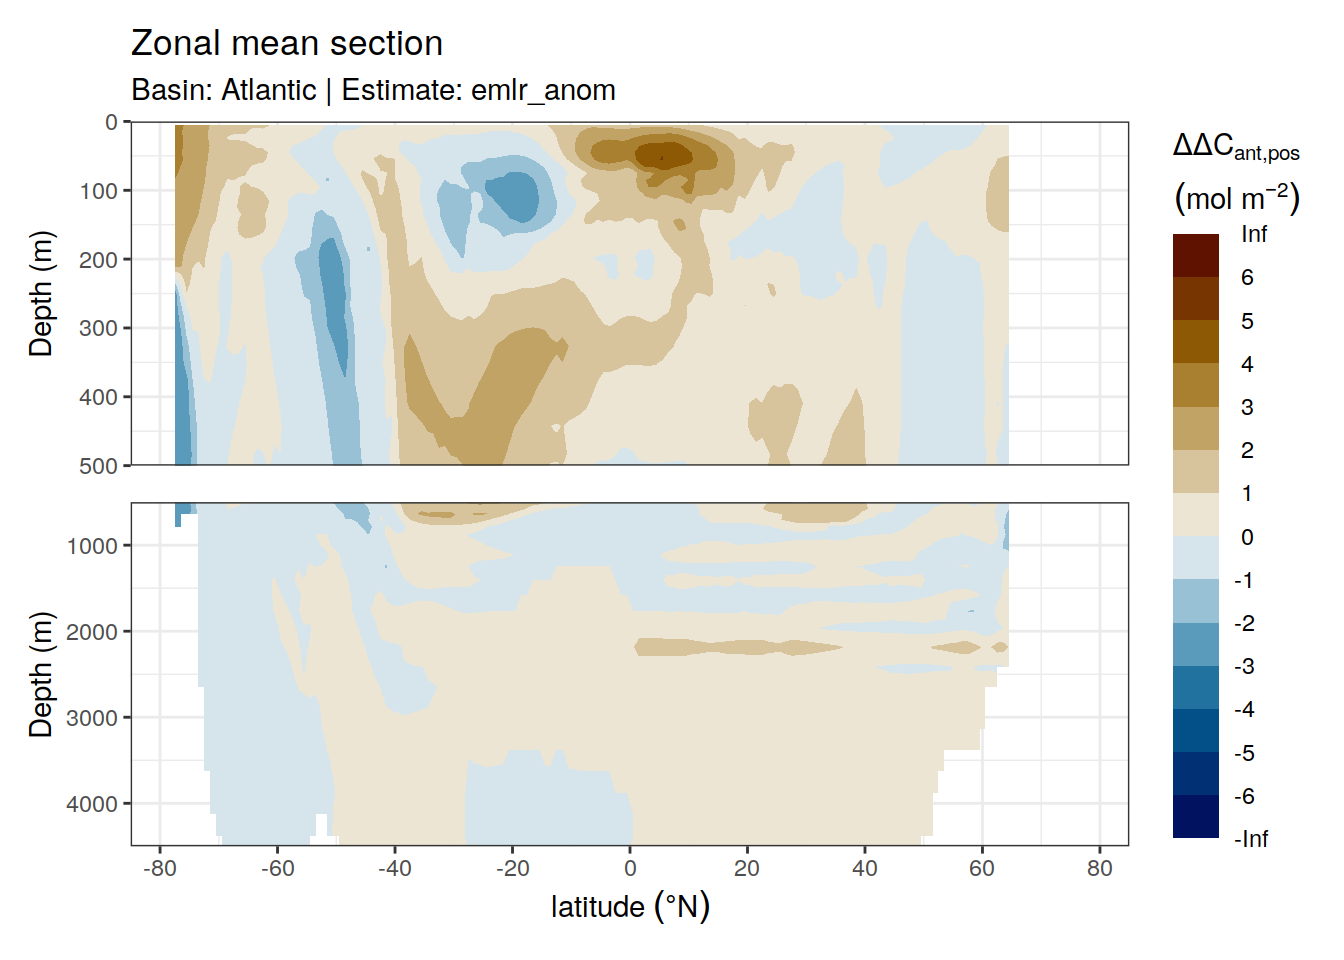 Zonal mean section
Basin: Atlantic | Estimate: emlr_anom
0
100
200
300
400
500
Depth (m)
1000
2000
3000
4000
Depth (m)
-80 -60 -40 -20 0 20 40 60 80
latitude (°N)
ΔΔCant,pos
(mol m−2)
Inf
6
5
4
3
2
1
0
-1
-2
-3
-4
-5
-6
-Inf